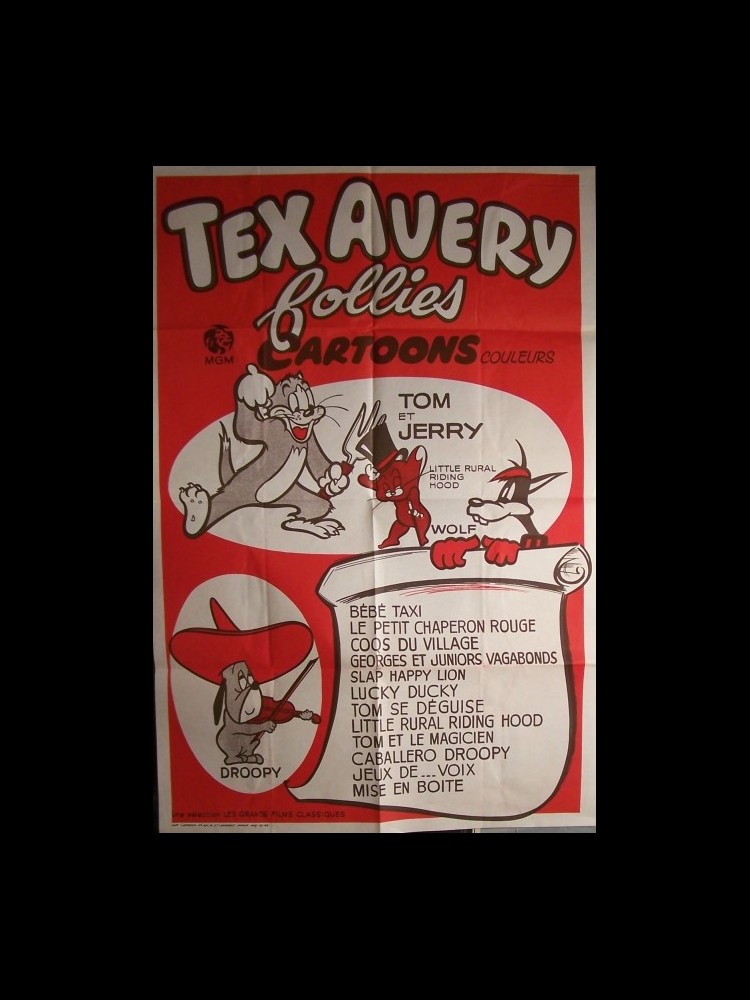 TEX AVERY
follies
CARTOONS COULEURS
MGM
TOM
ET
JERRY
LITTLE RURAL
RIDING
HOOD
WOLF
BÉBÉ TAXI
LE PETIT CHAPERON ROUGE
COQS DU VILLAGE
GEORGES ET JUNIORS VAGABONDS
SLAP HAPPY LION
LUCKY DUCKY
TOM SE DÉGUISE
LITTLE RURAL RIDING HOOD
TOM ET LE MAGICIEN
CABALLERO DROOPY
JEUX DE...VOIX
MISE EN BOITE
DROOPY
Une sélection LES GRANDS FILMS CLASSIQUES